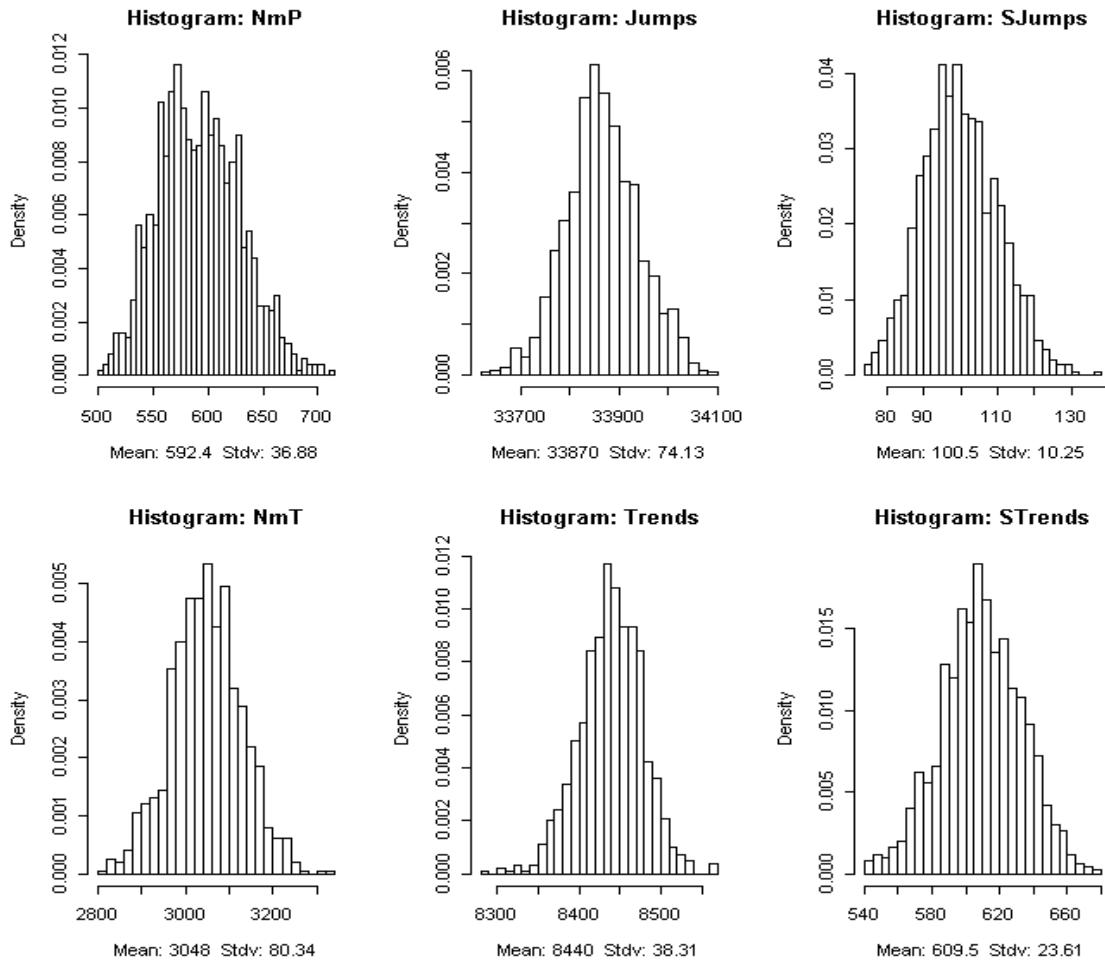 Histogram: NmP
Density
0.000 0.002 0.004 0.006 0.008 0.010 0.012
500 550 600 650 700
Mean: 592.4 Stdv: 36.88
Histogram: Jumps
Density
0.000 0.002 0.004 0.006
33700 33900 34100
Mean: 33870 Stdv: 74.13
Histogram: SJumps
Density
0.00 0.01 0.02 0.03 0.04
80 90 110 130
Mean: 100.5 Stdv: 10.25
Histogram: NmT
Density
0.000 0.001 0.002 0.003 0.004 0.005
2800 3000 3200
Mean: 3048 Stdv: 80.34
Histogram: Trends
Density
0.000 0.002 0.004 0.006 0.008 0.010 0.012
8300 8400 8500
Mean: 8440 Stdv: 38.31
Histogram: STrends
Density
0.000 0.005 0.010 0.015
540 580 620 660
Mean: 609.5 Stdv: 23.61